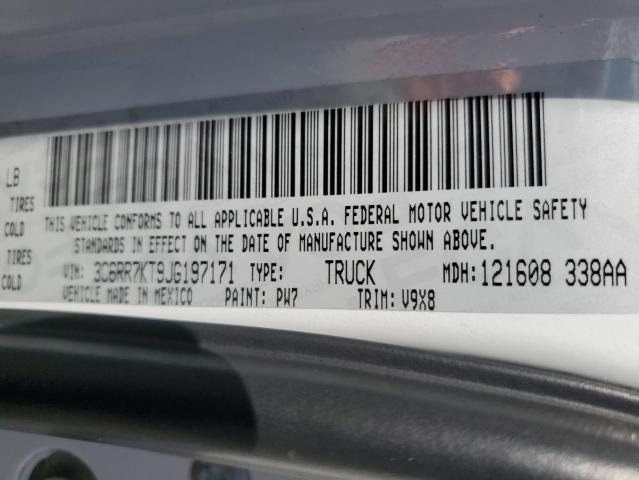 LB
TIRES
COLD
TIRES
COLD
THIS VEHICLE CONFORMS TO ALL APPLICABLE U.S.A. FEDERAL MOTOR VEHICLE SAFETY
STANDARDS IN EFFECT ON THE DATE OF MANUFACTURE SHOWN ABOVE.
VIN: 3C6RR7KT9JG197171 TYPE: TRUCK MDH: 121608 338AA
VEHICLE MADE IN MEXICO PAINT: PW7 TRIM: V9X8